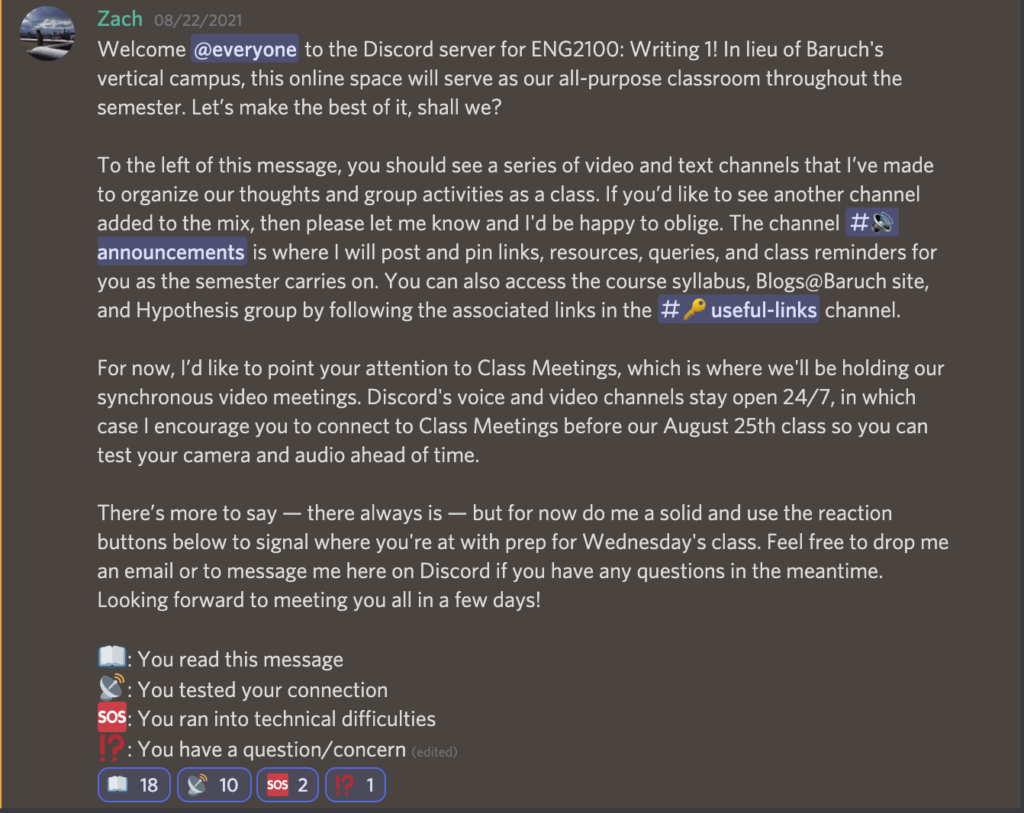 Zach 08/22/2021
Welcome @everyone to the Discord server for ENG2100: Writing 1! In lieu of Baruch's
vertical campus, this online space will serve as our all-purpose classroom throughout the
semester. Let’s make the best of it, shall we?
To the left of this message, you should see a series of video and text channels that I’ve made
to organize our thoughts and group activities as a class. If you’d like to see another channel
added to the mix, then please let me know and I'd be happy to oblige. The channel #🔊
announcements is where I will post and pin links, resources, queries, and class reminders for
you as the semester carries on. You can also access the course syllabus, Blogs@Baruch site,
and Hypothesis group by following the associated links in the #🔑useful-links channel.
For now, I’d like to point your attention to Class Meetings, which is where we'll be holding our
synchronous video meetings. Discord's voice and video channels stay open 24/7, in which
case I encourage you to connect to Class Meetings before our August 25th class so you can
test your camera and audio ahead of time.
There’s more to say — there always is — but for now do me a solid and use the reaction
buttons below to signal where you're at with prep for Wednesday's class. Feel free to drop me
an email or to message me here on Discord if you have any questions in the meantime.
Looking forward to meeting you all in a few days!
📖: You read this message
📡: You tested your connection
🆘: You ran into technical difficulties
⁉️: You have a question/concern (edited)
📖 18 📡 10 🆘 2 ⁉️ 1